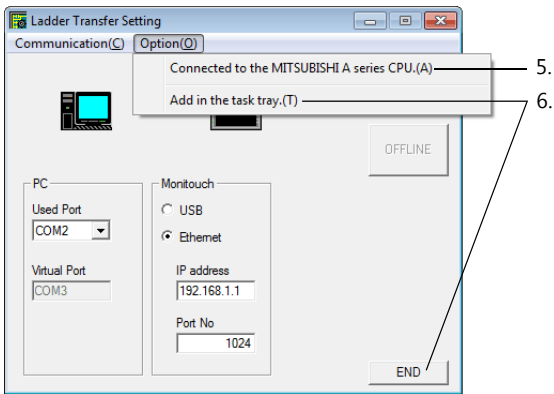 Ladder Transfer Setting
Communication(C) Option(O)
Connected to the MITSUBISHI A series CPU.(A)
5.
Add in the task tray.(T)
6.
OFFLINE
PC
Used Port
COM2
Virtual Port
COM3
Monitouch
USB
Ethernet
IP address
192.168.1.1
Port No
1024
END